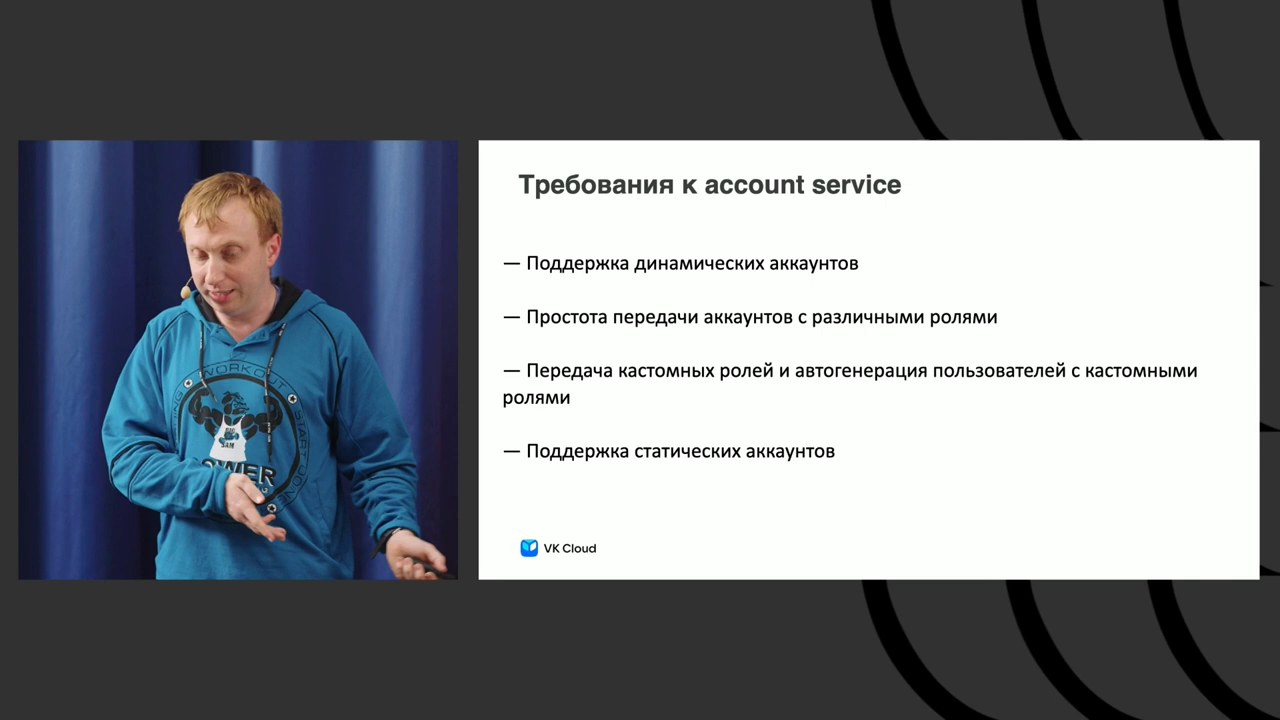 Требования к account service
— Поддержка динамических аккаунтов
— Простота передачи аккаунтов с различными ролями
— Передача кастомных ролей и автогенерация пользователей с кастомными
ролями
— Поддержка статических аккаунтов
VK Cloud
WORKOUT